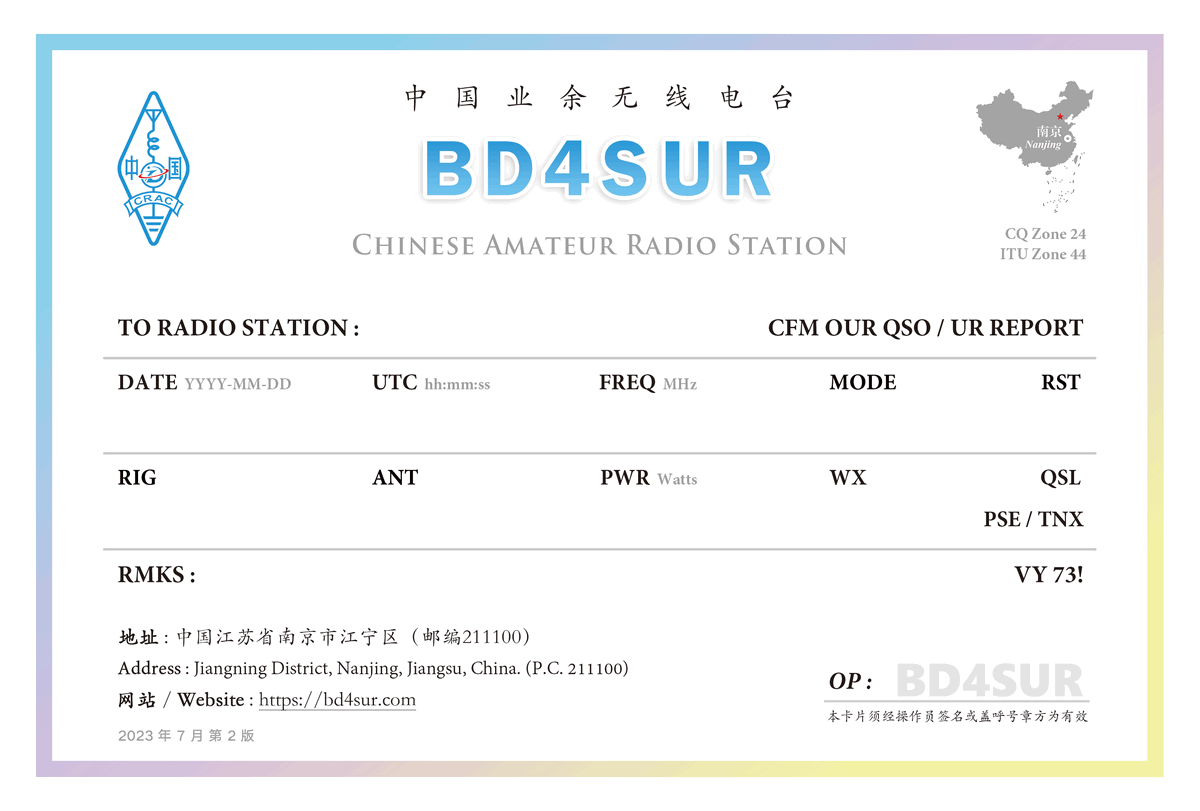 中国业余无线电台
BD4SUR
CHINESE AMATEUR RADIO STATION
中 国
CRAC
南京
Nanjing
CQ Zone 24
ITU Zone 44
TO RADIO STATION : CFM OUR QSO / UR REPORT
DATE YYYY-MM-DD UTC hh:mm:ss FREQ MHz MODE RST
RIG ANT PWR Watts WX QSL
PSE / TNX
RMKS : VY 73!
地址 : 中国江苏省南京市江宁区（邮编211100）
Address : Jiangning District, Nanjing, Jiangsu, China. (P.C. 211100)
网站 / Website : https://bd4sur.com
2023 年 7 月 第 2 版
OP : BD4SUR
本卡片须经操作员签名或盖呼号章方为有效